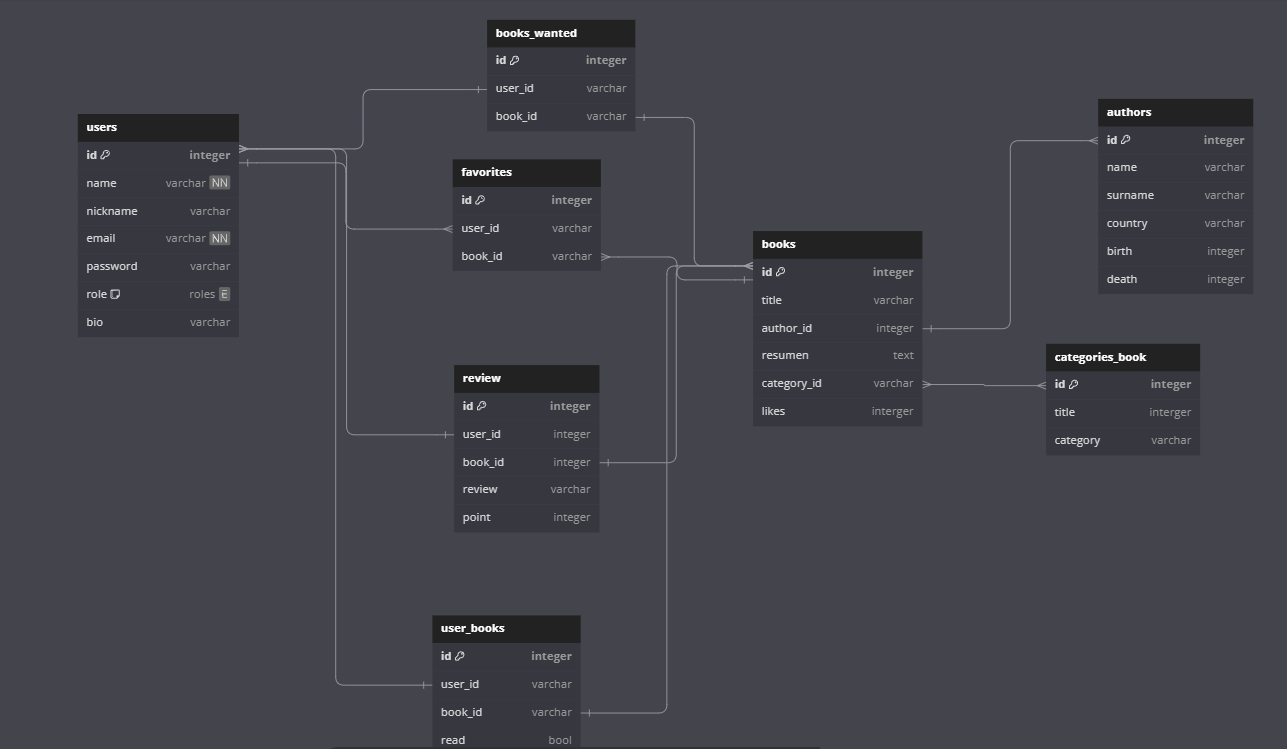 books_wanted
id integer
user_id varchar
book_id varchar
users
id integer
name varchar NN
nickname varchar
email varchar NN
password varchar
role roles E
bio varchar
favorites
id integer
user_id varchar
book_id varchar
authors
id integer
name varchar
surname varchar
country varchar
birth integer
death integer
books
id integer
title varchar
author_id integer
resumen text
category_id varchar
likes interger
categories_book
id integer
title interger
category varchar
review
id integer
user_id integer
book_id integer
review varchar
point integer
user_books
id integer
user_id varchar
book_id varchar
read bool